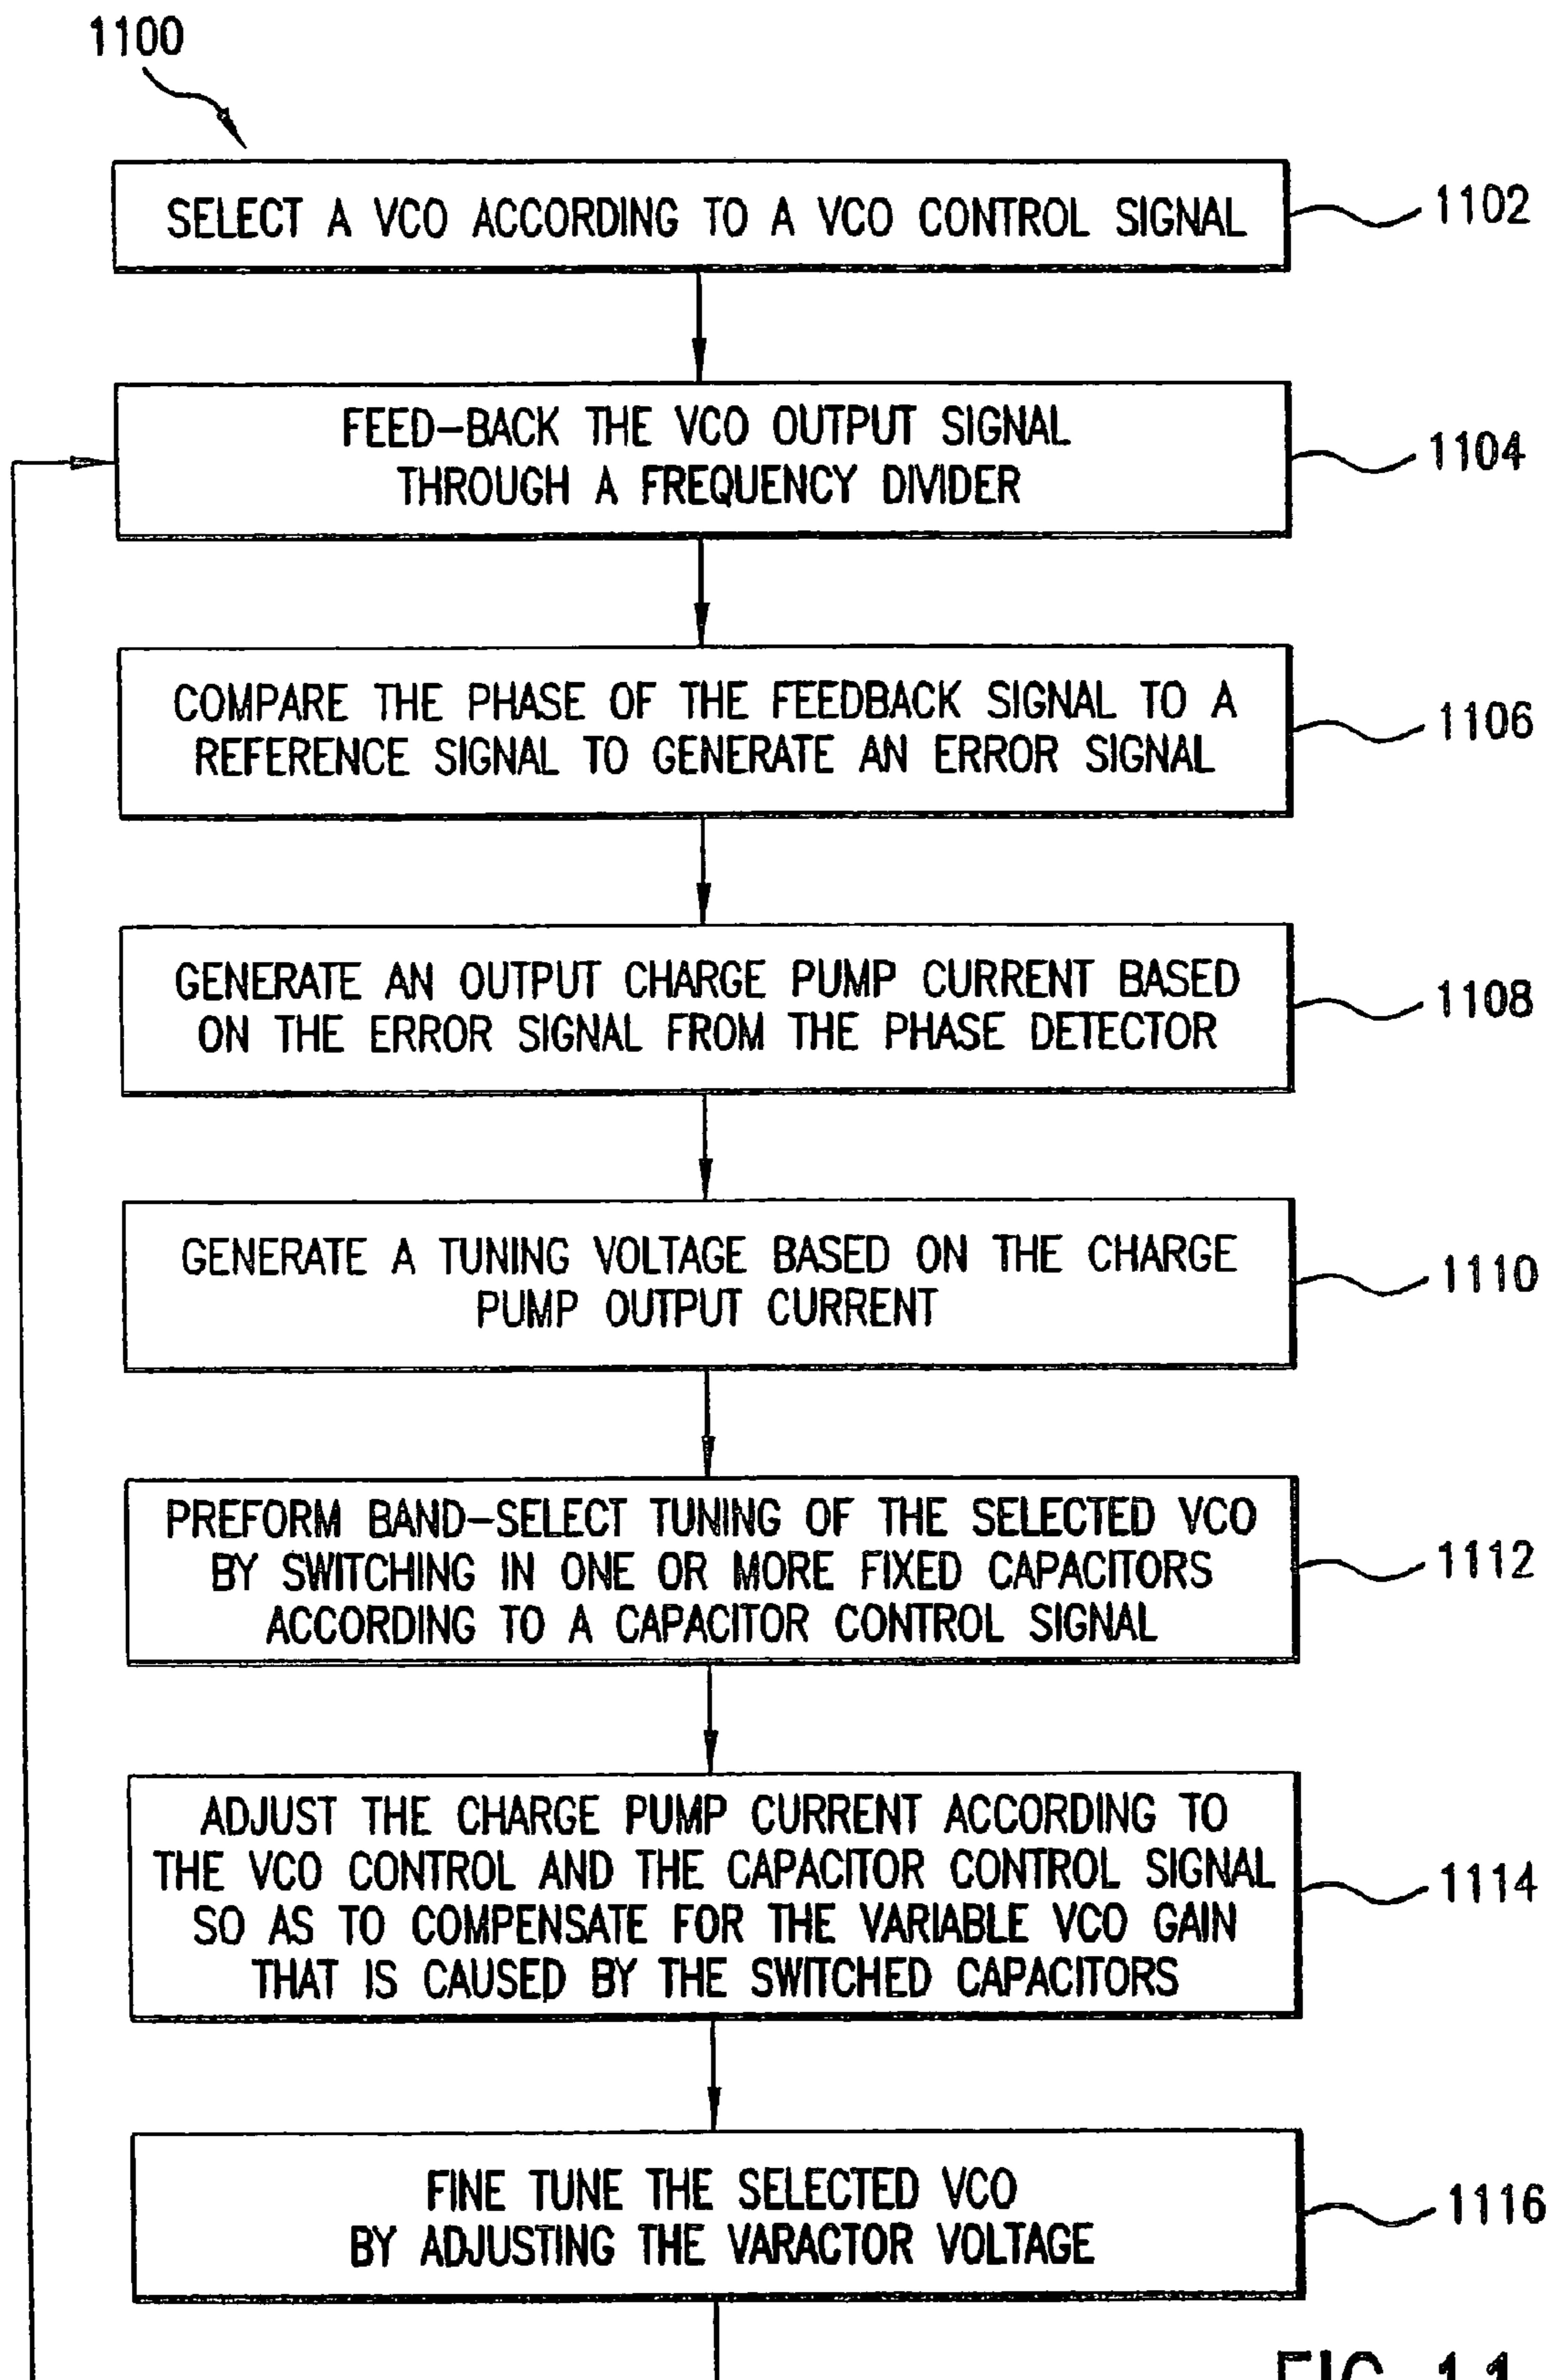 1100
SELECT A VCO ACCORDING TO A VCO CONTROL SIGNAL
1102
FEED-BACK THE VCO OUTPUT SIGNAL
THROUGH A FREQUENCY DIVIDER
1104
COMPARE THE PHASE OF THE FEEDBACK SIGNAL TO A
REFERENCE SIGNAL TO GENERATE AN ERROR SIGNAL
1106
GENERATE AN OUTPUT CHARGE PUMP CURRENT BASED
ON THE ERROR SIGNAL FROM THE PHASE DETECTOR
1108
GENERATE A TUNING VOLTAGE BASED ON THE CHARGE
PUMP OUTPUT CURRENT
1110
PREFORM BAND-SELECT TUNING OF THE SELECTED VCO
BY SWITCHING IN ONE OR MORE FIXED CAPACITORS
ACCORDING TO A CAPACITOR CONTROL SIGNAL
1112
ADJUST THE CHARGE PUMP CURRENT ACCORDING TO
THE VCO CONTROL AND THE CAPACITOR CONTROL SIGNAL
SO AS TO COMPENSATE FOR THE VARIABLE VCO GAIN
THAT IS CAUSED BY THE SWITCHED CAPACITORS
1114
FINE TUNE THE SELECTED VCO
BY ADJUSTING THE VARACTOR VOLTAGE
1116
FIG. 11